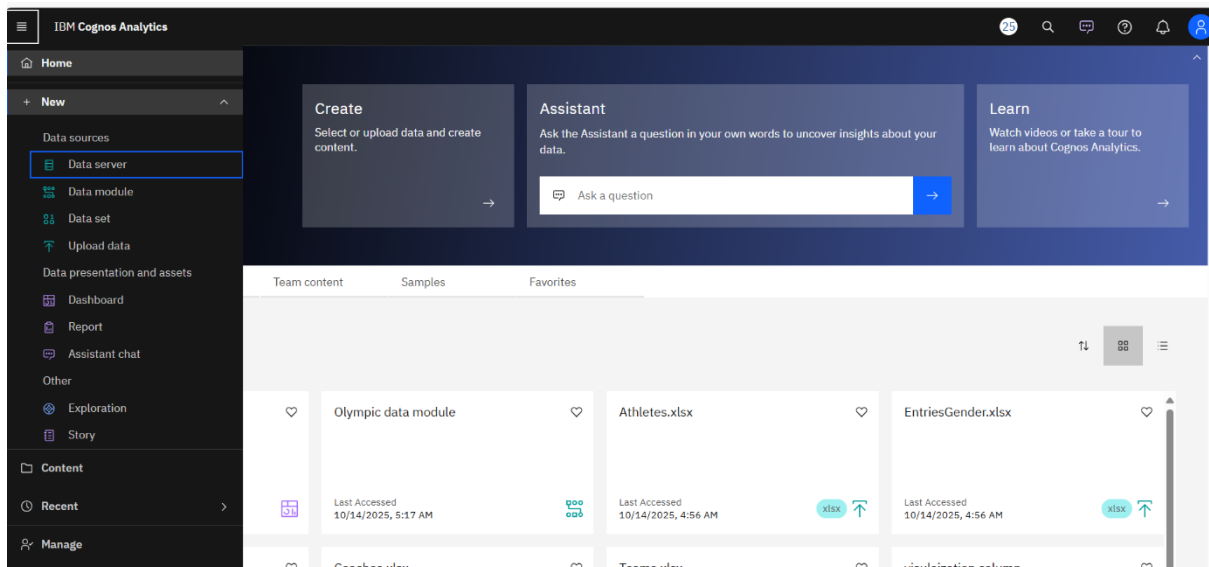 IBM Cognos Analytics
25
Home
New
Data sources
Data server
Data module
Data set
Upload data
Data presentation and assets
Dashboard
Report
Assistant chat
Other
Exploration
Story
Content
Recent
Manage
Create
Select or upload data and create
content.
Assistant
Ask the Assistant a question in your own words to uncover insights about your
data.
Ask a question
Learn
Watch videos or take a tour to
learn about Cognos Analytics.
Team content
Samples
Favorites
Olympic data module
Last Accessed
10/14/2025, 5:17 AM
Athletes.xlsx
Last Accessed
10/14/2025, 4:56 AM
xlsx
EntriesGender.xlsx
Last Accessed
10/14/2025, 4:56 AM
xlsx